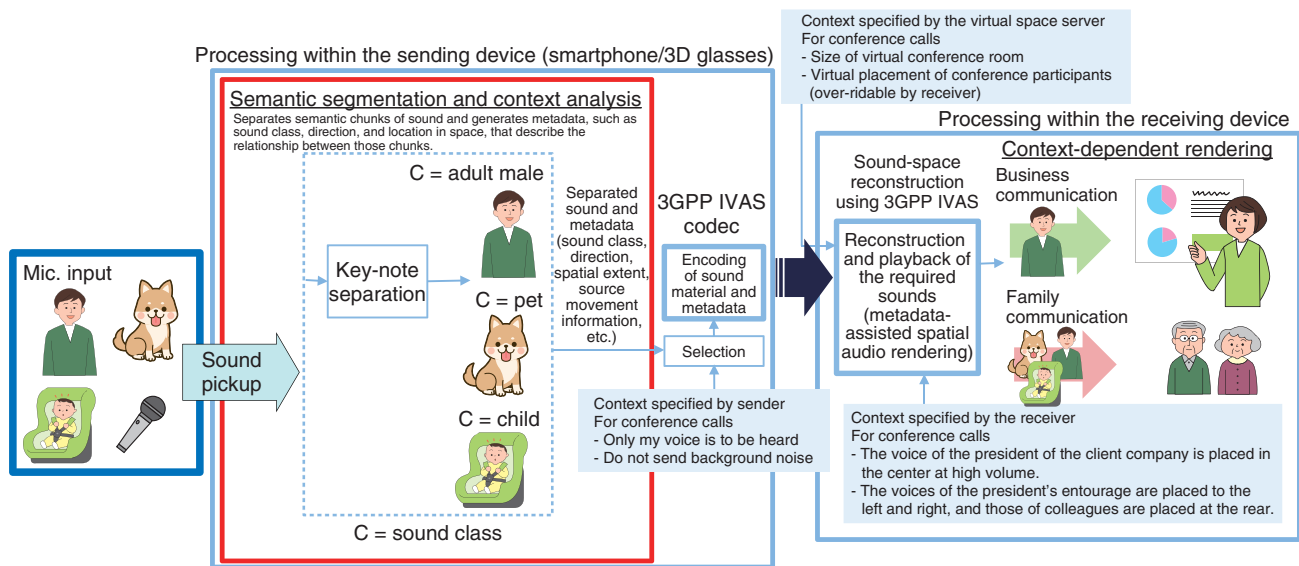 Context specified by the virtual space server
For conference calls
- Size of virtual conference room
- Virtual placement of conference participants
(over-ridable by receiver)
Processing within the sending device (smartphone/3D glasses)
Semantic segmentation and context analysis
Separates semantic chunks of sound and generates metadata, such as
sound class, direction, and location in space, that describe the
relationship between those chunks.
Mic. input
Sound
pickup
Key-note
separation
C = adult male
C = pet
C = child
C = sound class
Separated
sound and
metadata
(sound class,
direction,
spatial extent,
source
movement
information,
etc.)
3GPP IVAS
codec
Encoding
of sound
material and
metadata
Selection
Context specified by sender
For conference calls
- Only my voice is to be heard
- Do not send background noise
Processing within the receiving device
Sound-space
reconstruction
using 3GPP IVAS
Reconstruction
and playback of
the required
sounds
(metadata-
assisted spatial
audio rendering)
Context-dependent rendering
Business
communication
Family
communication
Context specified by the receiver
For conference calls
- The voice of the president of the client company is placed in
the center at high volume.
- The voices of the president's entourage are placed to the
left and right, and those of colleagues are placed at the rear.